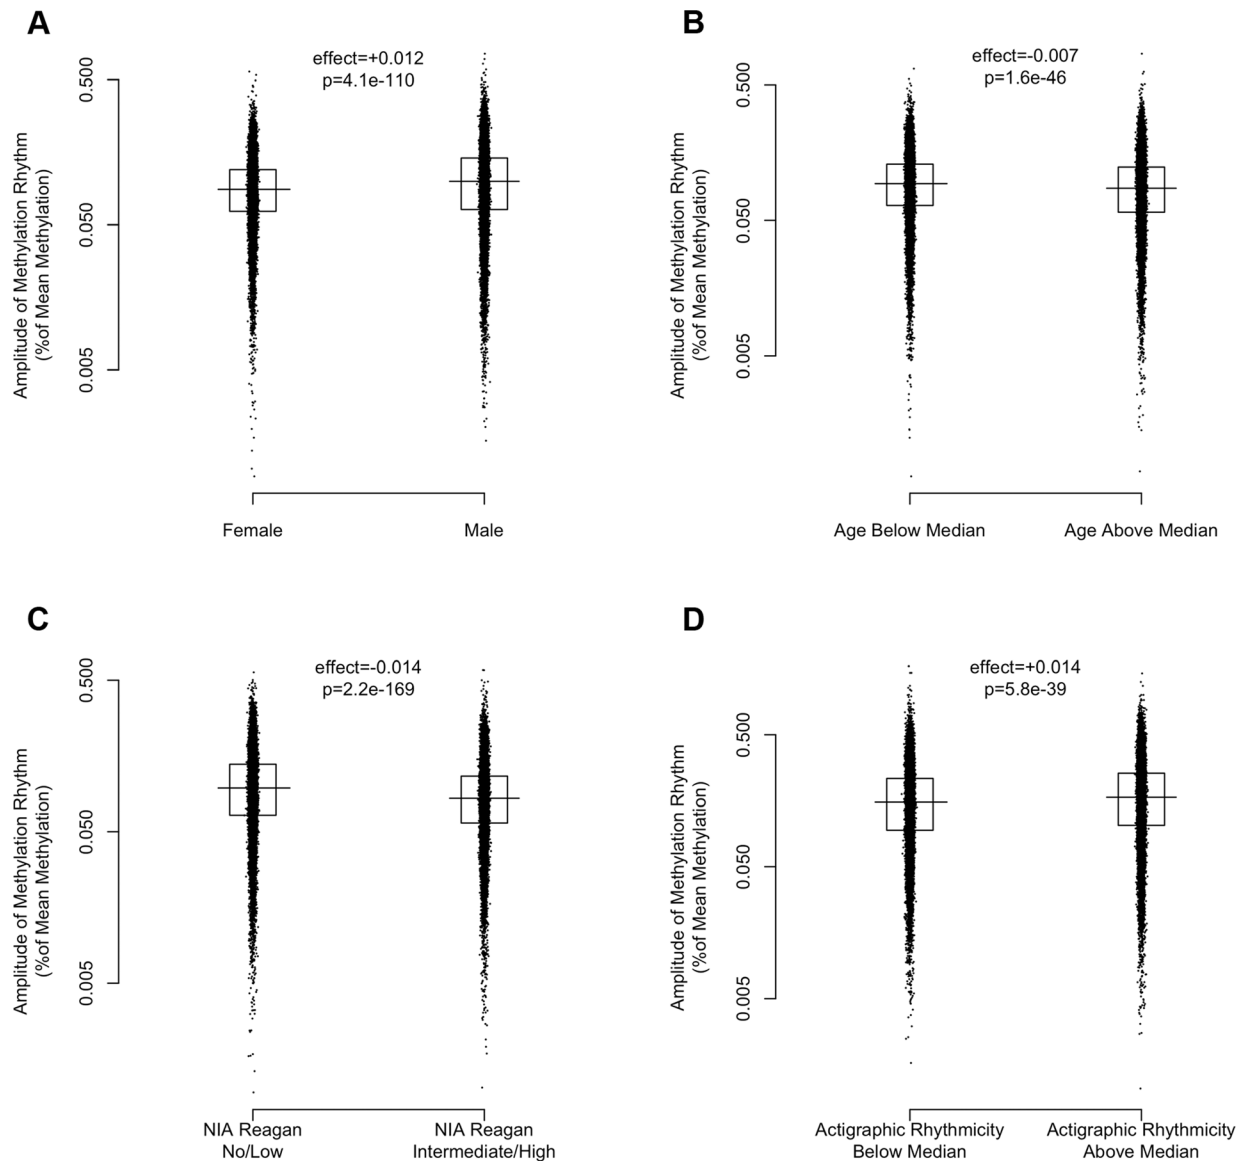 A
effect=+0.012
p=4.1e-110
0.500
0.050
0.005
Amplitude of Methylation Rhythm
(%of Mean Methylation)
Female
Male
B
effect=-0.007
p=1.6e-46
0.500
0.050
0.005
Amplitude of Methylation Rhythm
(%of Mean Methylation)
Age Below Median
Age Above Median
C
effect=-0.014
p=2.2e-169
0.500
0.050
0.005
Amplitude of Methylation Rhythm
(%of Mean Methylation)
NIA Reagan
No/Low
NIA Reagan
Intermediate/High
D
effect=+0.014
p=5.8e-39
0.500
0.050
0.005
Amplitude of Methylation Rhythm
(%of Mean Methylation)
Actigraphic Rhythmicity
Below Median
Actigraphic Rhythmicity
Above Median